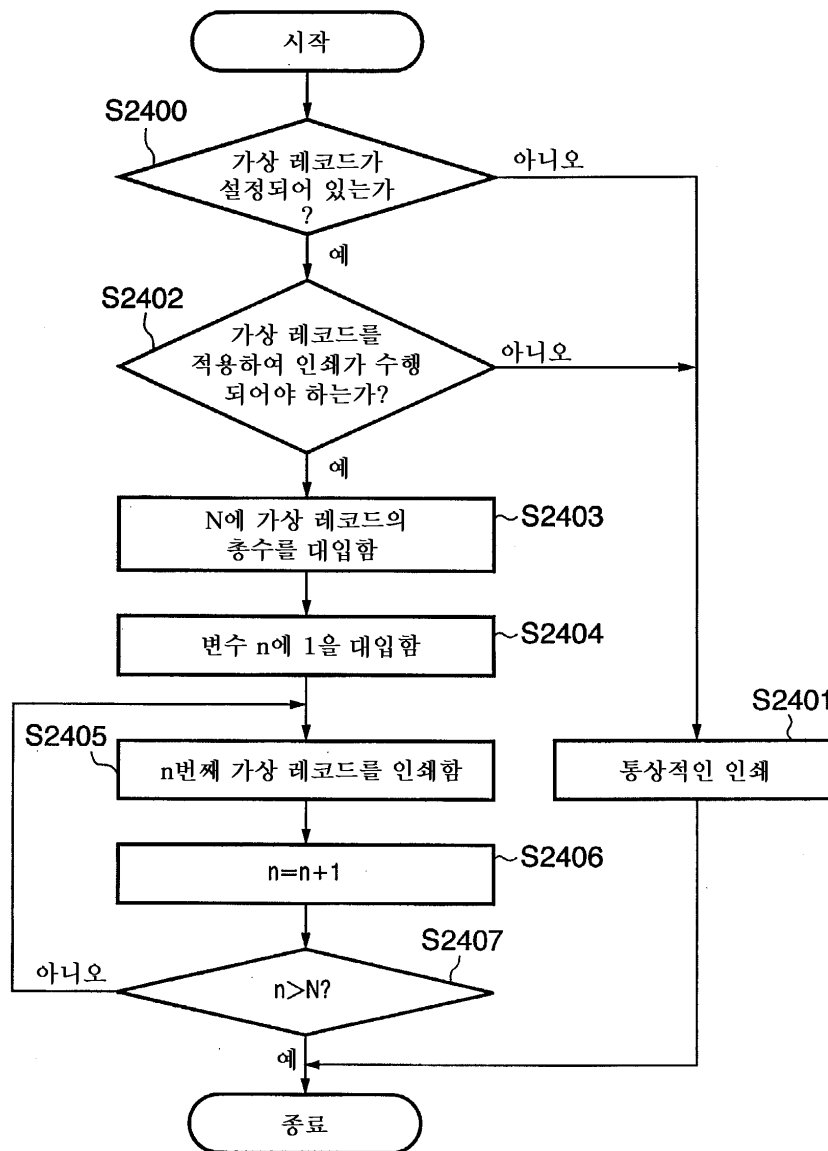 시작
S2400
가상 레코드가
설정되어 있는가
?
아니오
예
S2402
가상 레코드를
적용하여 인쇄가 수행
되어야 하는가?
아니오
예
N에 가상 레코드의
총수를 대입함
S2403
변수 n에 1을 대입함
S2404
S2405
n번째 가상 레코드를 인쇄함
S2401
통상적인 인쇄
n=n+1
S2406
S2407
n>N?
아니오
예
종료